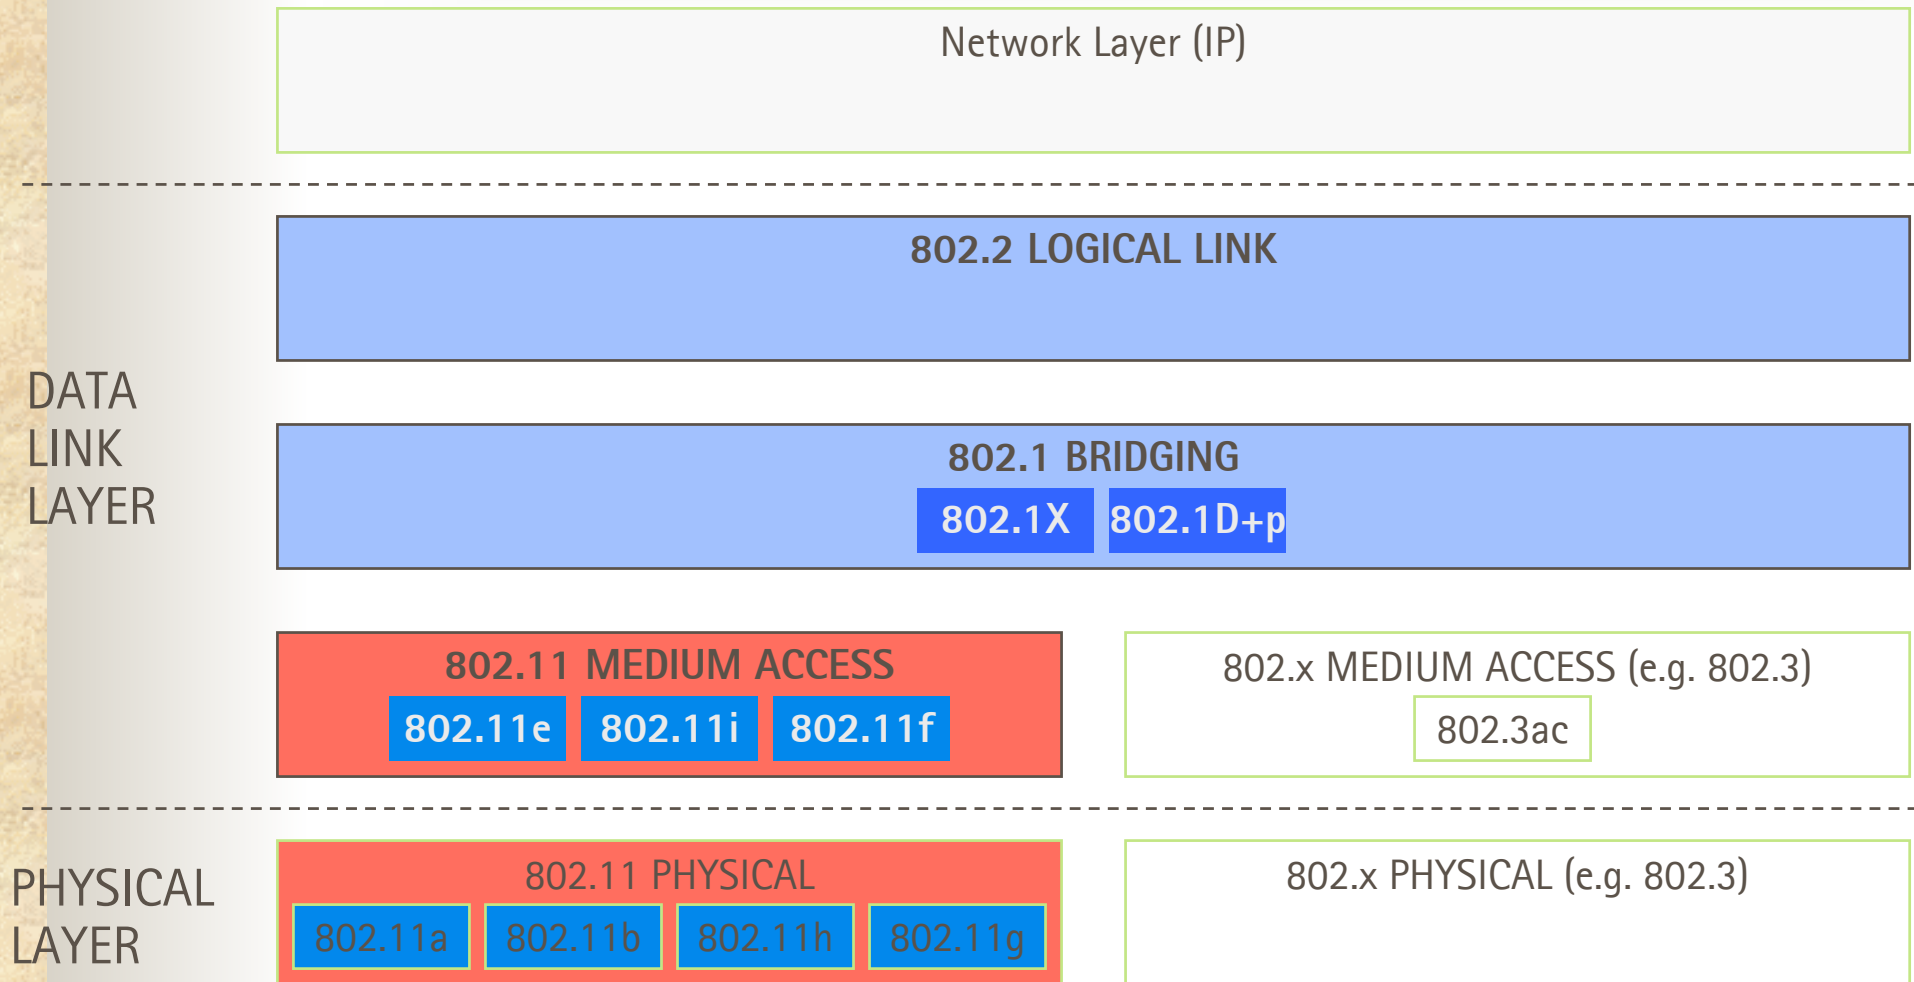 Network Layer (IP)
802.2 LOGICAL LINK
DATA
LINK
LAYER
802.1 BRIDGING
802.1X 802.1D+p
802.11 MEDIUM ACCESS
802.11e 802.11i 802.11f
802.x MEDIUM ACCESS (e.g. 802.3)
802.3ac
PHYSICAL
LAYER
802.11 PHYSICAL
802.11a 802.11b 802.11h 802.11g
802.x PHYSICAL (e.g. 802.3)